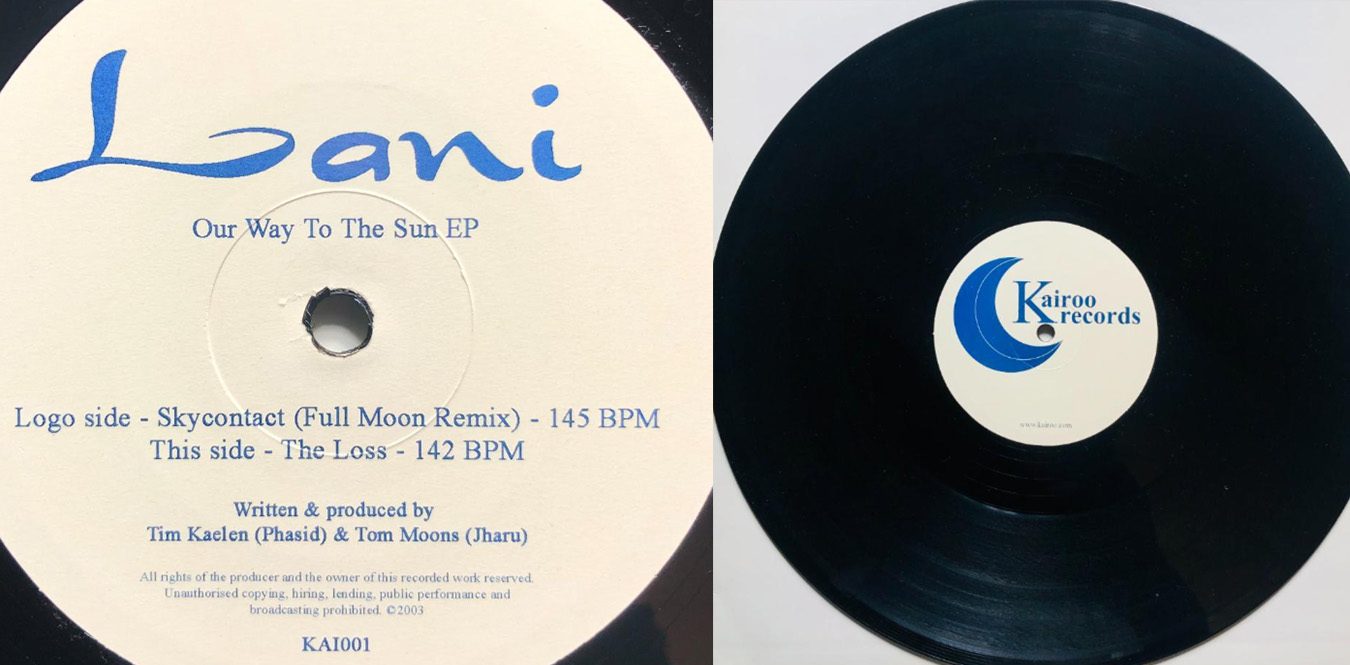 Lani
Our Way To The Sun EP
Logo side - Skycontact (Full Moon Remix) - 145 BPM
This side - The Loss - 142 BPM
Written & produced by
Tim Kaelen (Phasid) & Tom Moons (Jharu)
All rights of the producer and the owner of this recorded work reserved.
Unauthorised copying, hiring, lending, public performance and
broadcasting prohibited. ©2003
KAI001
Kairoo
records